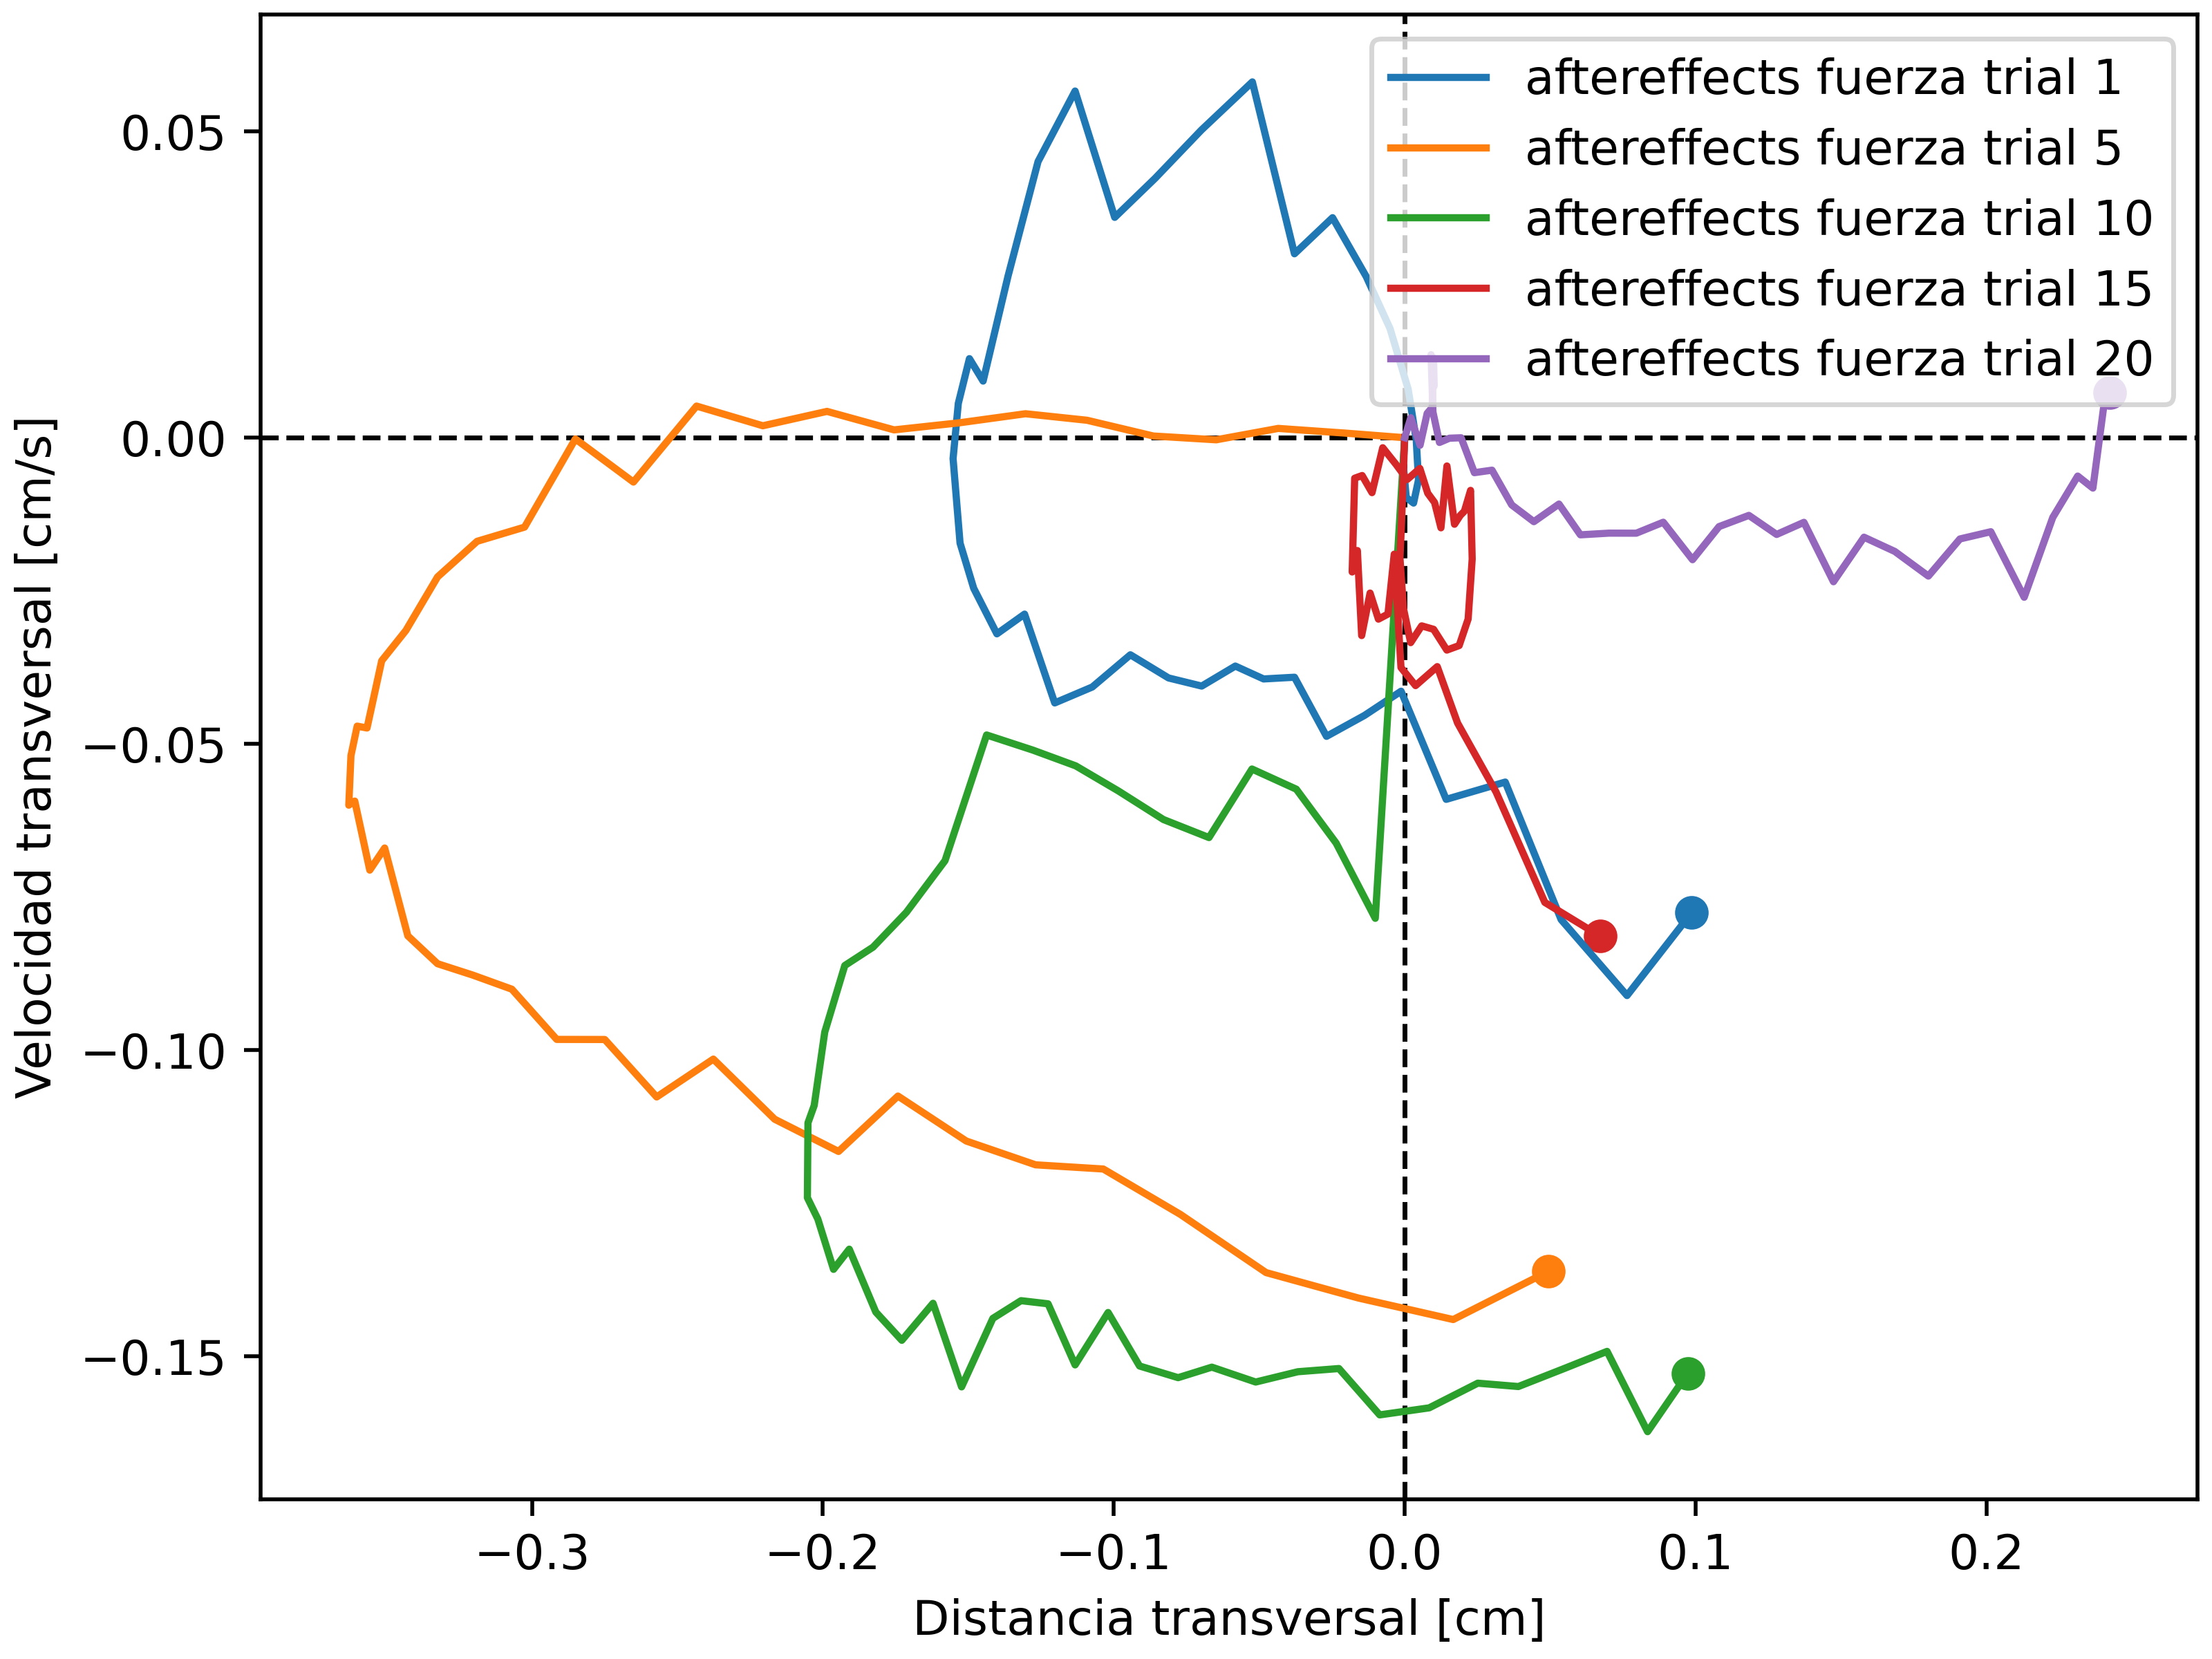 aftereffects fuerza trial 1
aftereffects fuerza trial 5
aftereffects fuerza trial 10
aftereffects fuerza trial 15
aftereffects fuerza trial 20
0.05
0.00
−0.05
−0.10
−0.15
Velocidad transversal [cm/s]
−0.3 −0.2 −0.1 0.0 0.1 0.2
Distancia transversal [cm]